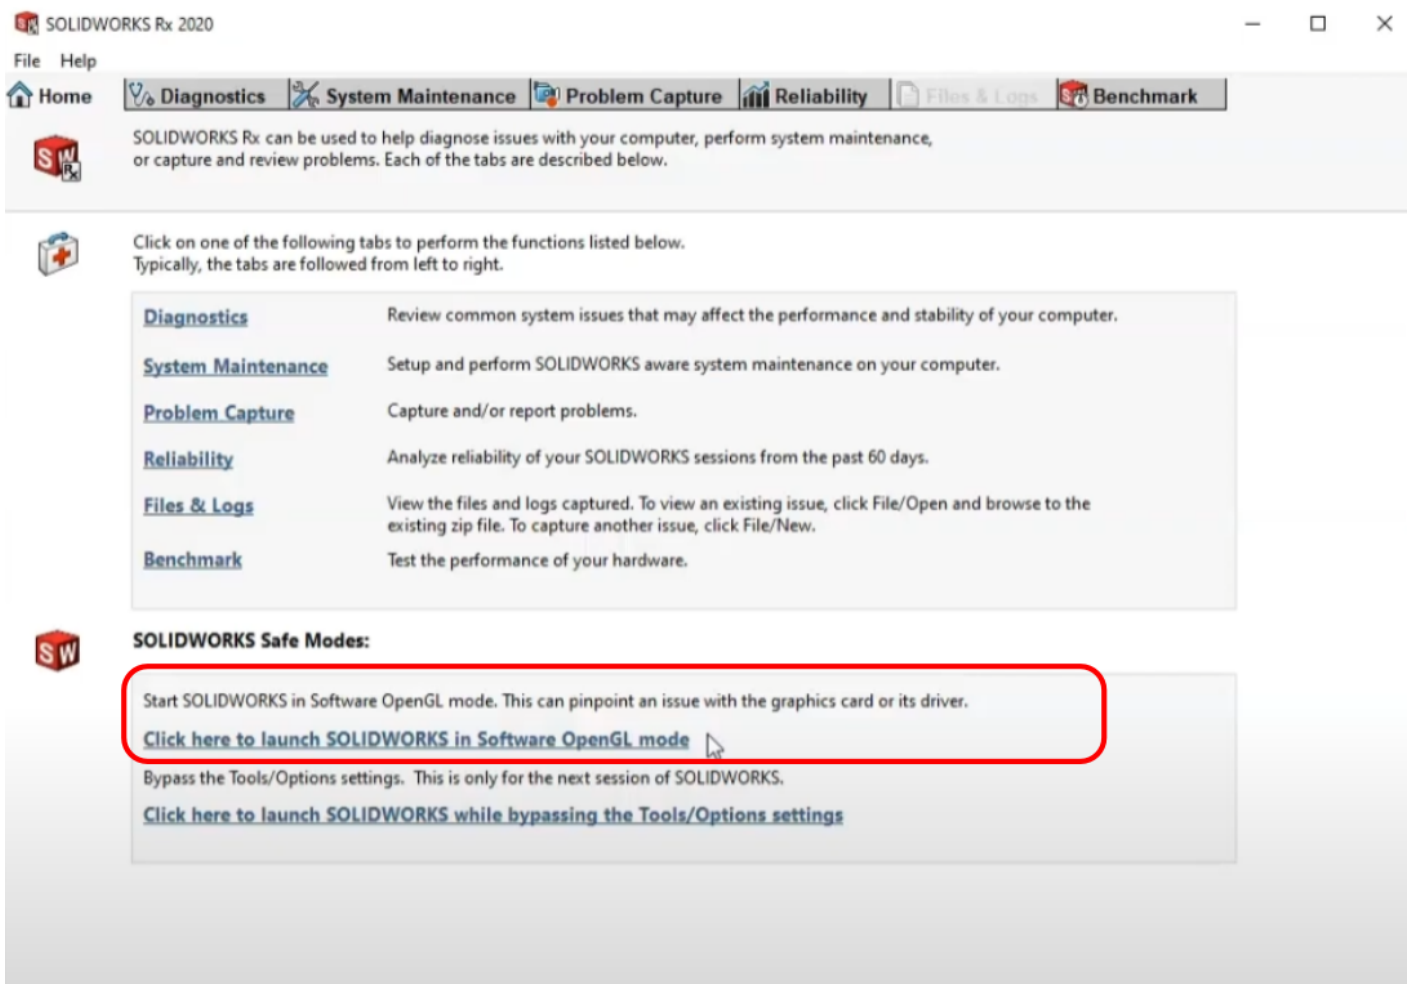 SOLIDWORKS Rx 2020
File Help
Home Diagnostics System Maintenance Problem Capture Reliability Files & Logs Benchmark
SOLIDWORKS Rx can be used to help diagnose issues with your computer, perform system maintenance,
or capture and review problems. Each of the tabs are described below.
Click on one of the following tabs to perform the functions listed below.
Typically, the tabs are followed from left to right.
Diagnostics Review common system issues that may affect the performance and stability of your computer.
System Maintenance Setup and perform SOLIDWORKS aware system maintenance on your computer.
Problem Capture Capture and/or report problems.
Reliability Analyze reliability of your SOLIDWORKS sessions from the past 60 days.
Files & Logs View the files and logs captured. To view an existing issue, click File/Open and browse to the
existing zip file. To capture another issue, click File/New.
Benchmark Test the performance of your hardware.
SOLIDWORKS Safe Modes:
Start SOLIDWORKS in Software OpenGL mode. This can pinpoint an issue with the graphics card or its driver.
Click here to launch SOLIDWORKS in Software OpenGL mode
Bypass the Tools/Options settings.  This is only for the next session of SOLIDWORKS.
Click here to launch SOLIDWORKS while bypassing the Tools/Options settings